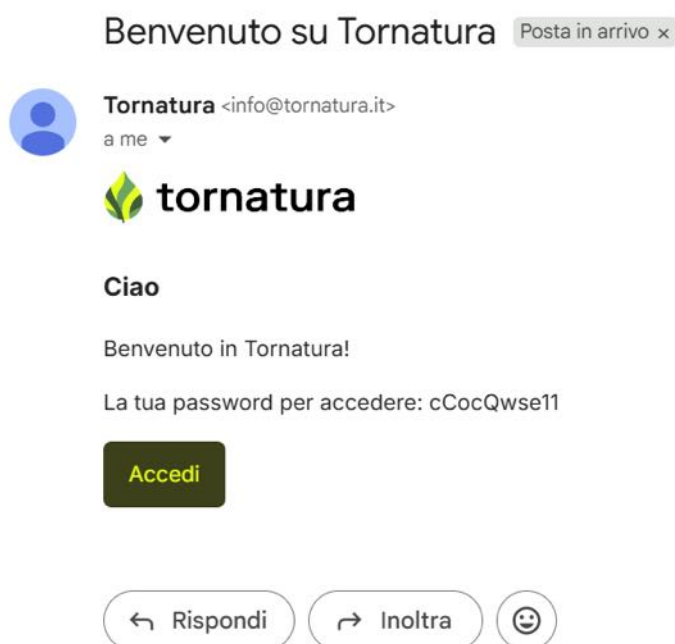 Benvenuto su Tornatura Posta in arrivo ×
Tornatura <info@tornatura.it>
a me
tornatura
Ciao
Benvenuto in Tornatura!
La tua password per accedere: cCocQwse11
Accedi
Rispondi Inoltra